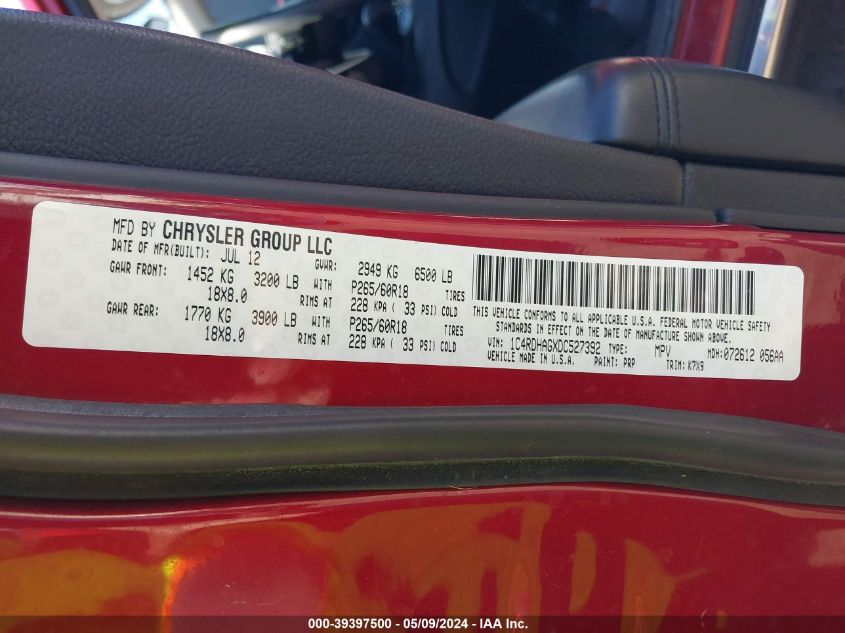 MFD BY CHRYSLER GROUP LLC
DATE OF MFR(BUILT): JUL 12 GVWR: 2949 KG 6500 LB
GAWR FRONT: 1452 KG 3200 LB WITH P265/60R18 TIRES
18X8.0 RIMS AT 228 KPA ( 33 PSI) COLD
GAWR REAR: 1770 KG 3900 LB WITH P265/60R18 TIRES
18X8.0 RIMS AT 228 KPA ( 33 PSI) COLD
THIS VEHICLE CONFORMS TO ALL APPLICABLE U.S.A. FEDERAL MOTOR VEHICLE SAFETY
STANDARDS IN EFFECT ON THE DATE OF MANUFACTURE SHOWN ABOVE.
VIN: 1C4RDHAGXDC527392 TYPE: MPV MDH:072612 056AA
VEHICLE MADE IN U.S.A. PAINT: PRP TRIM: K7X9
000-39397500 - 05/09/2024 - IAA Inc.